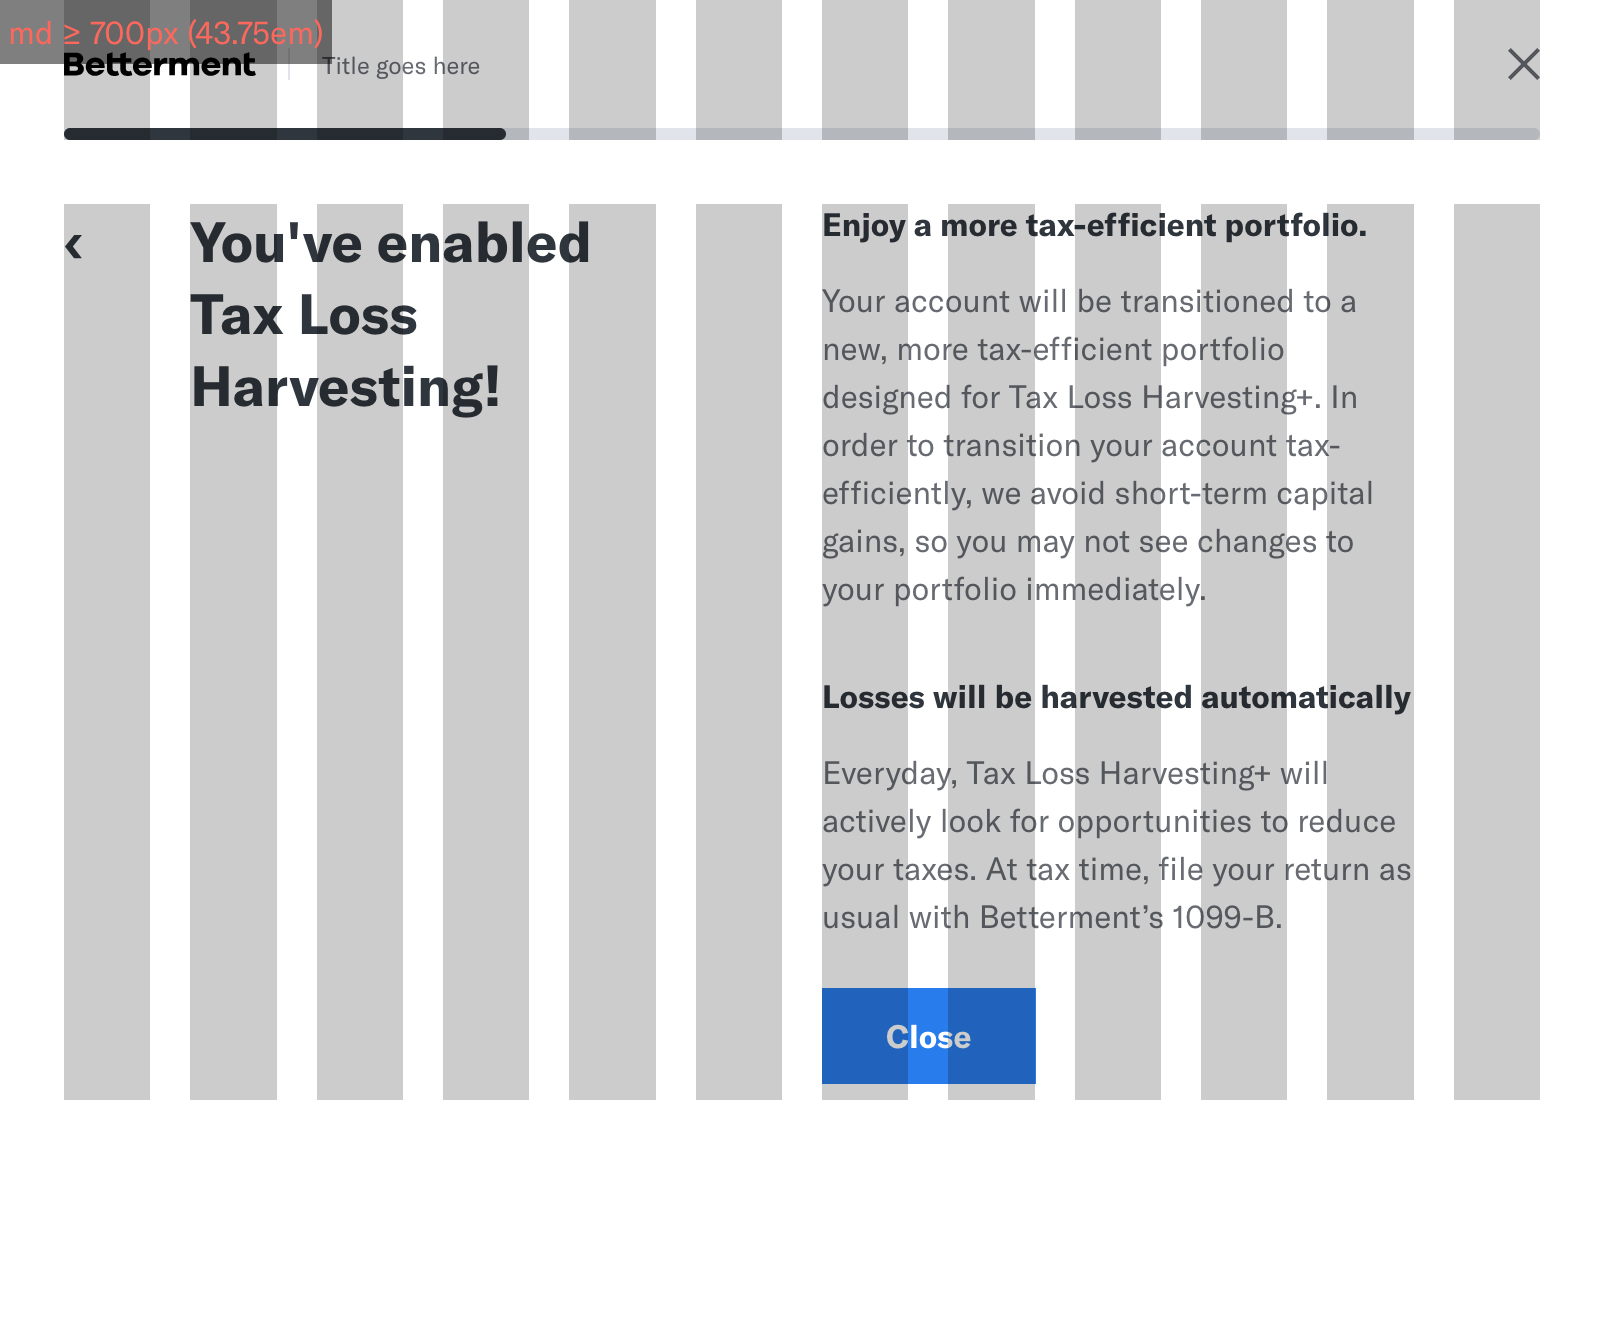 md ≥ 700px (43.75em)
Betterment
Title goes here
‹
You've enabled
Tax Loss
Harvesting!
Enjoy a more tax-efficient portfolio.
Your account will be transitioned to a
new, more tax-efficient portfolio
designed for Tax Loss Harvesting+. In
order to transition your account tax-
efficiently, we avoid short-term capital
gains, so you may not see changes to
your portfolio immediately.
Losses will be harvested automatically
Everyday, Tax Loss Harvesting+ will
actively look for opportunities to reduce
your taxes. At tax time, file your return as
usual with Betterment’s 1099-B.
Close